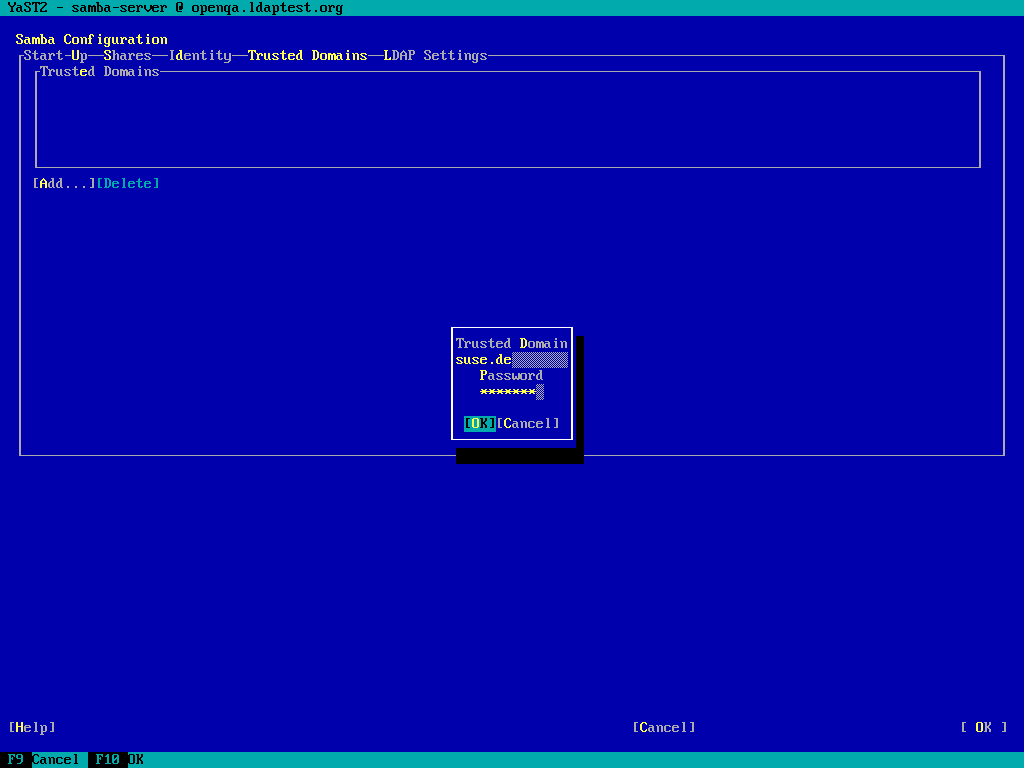 YaST2 - samba-server @ openqa.ldaptest.org
Samba Configuration
Start-Up Shares Identity Trusted Domains LDAP Settings
Trusted Domains
[Add...][Delete]
Trusted Domain
suse.de
Password
*******
[OK][Cancel]
[Help] [Cancel] [ OK ]
F9 Cancel F10 OK